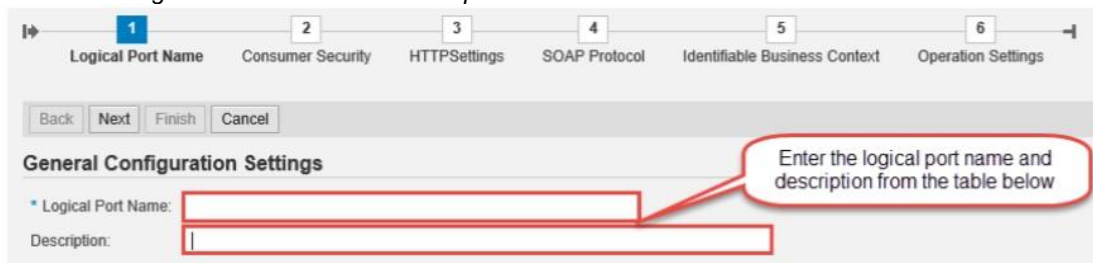 1 2 3 4 5 6
Logical Port Name Consumer Security HTTPSettings SOAP Protocol Identifiable Business Context Operation Settings
Back Next Finish Cancel
General Configuration Settings
Enter the logical port name and
description from the table below
* Logical Port Name:
Description: